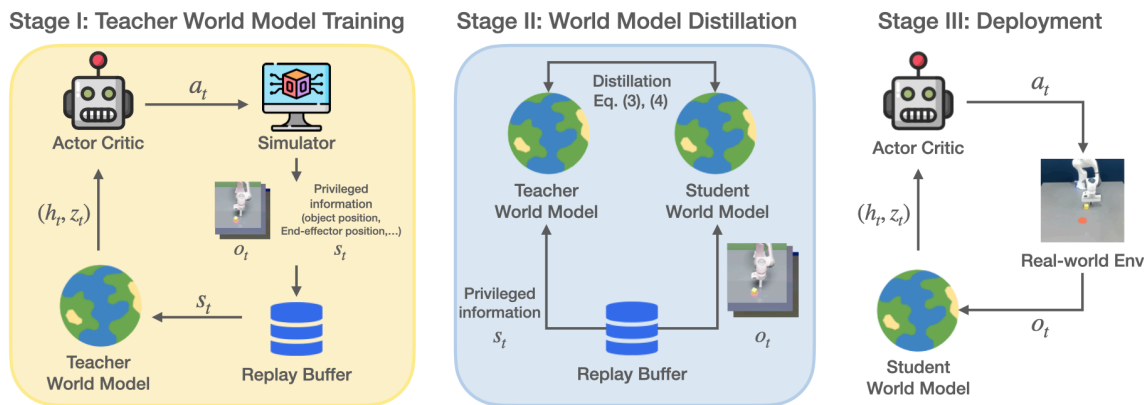 Stage I: Teacher World Model Training
a_t
Actor Critic
Simulator
Privileged
information
(object position,
End-effector position,...)
(h_t, z_t)
o_t
s_t
s_t
Teacher
World Model
Replay Buffer
Stage II: World Model Distillation
Distillation
Eq. (3), (4)
Teacher
World Model
Student
World Model
Privileged
information
s_t
o_t
Replay Buffer
Stage III: Deployment
a_t
Actor Critic
(h_t, z_t)
Real-world Env
o_t
Student
World Model